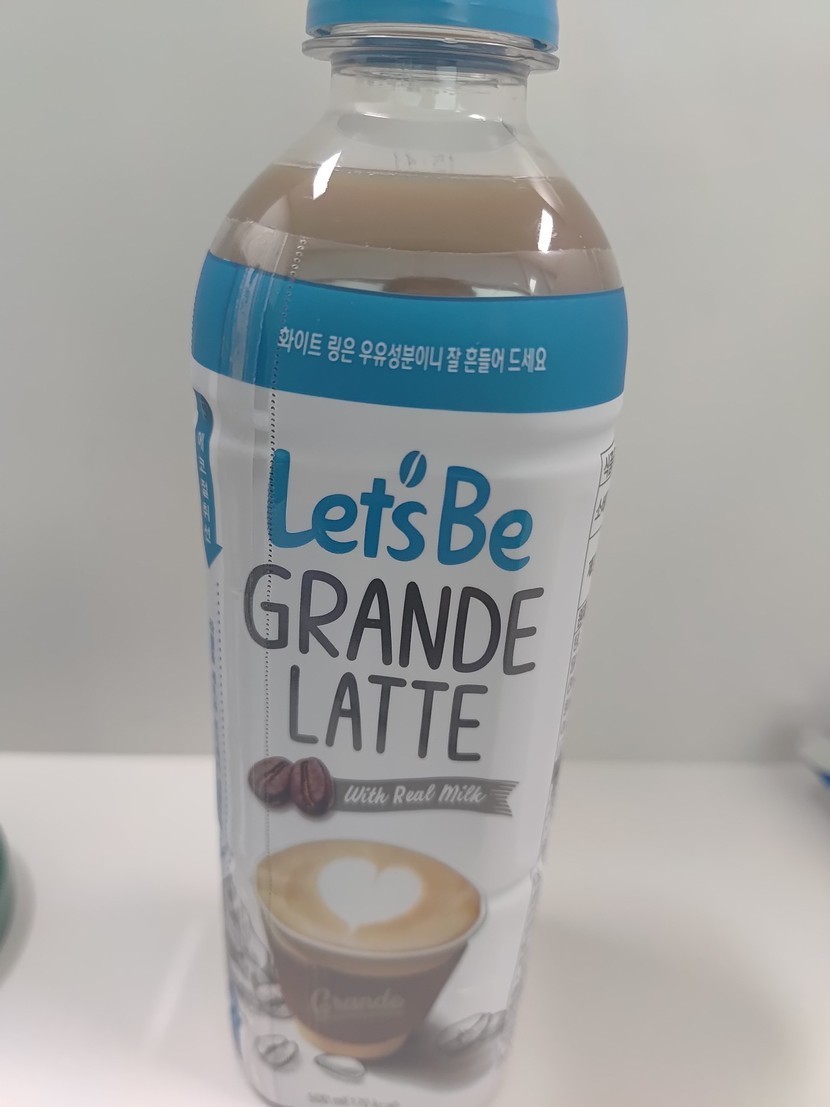 화이트 링은 우유성분이니 잘 흔들어 드세요
Let's Be
GRANDE
LATTE
With Real Milk
Grande